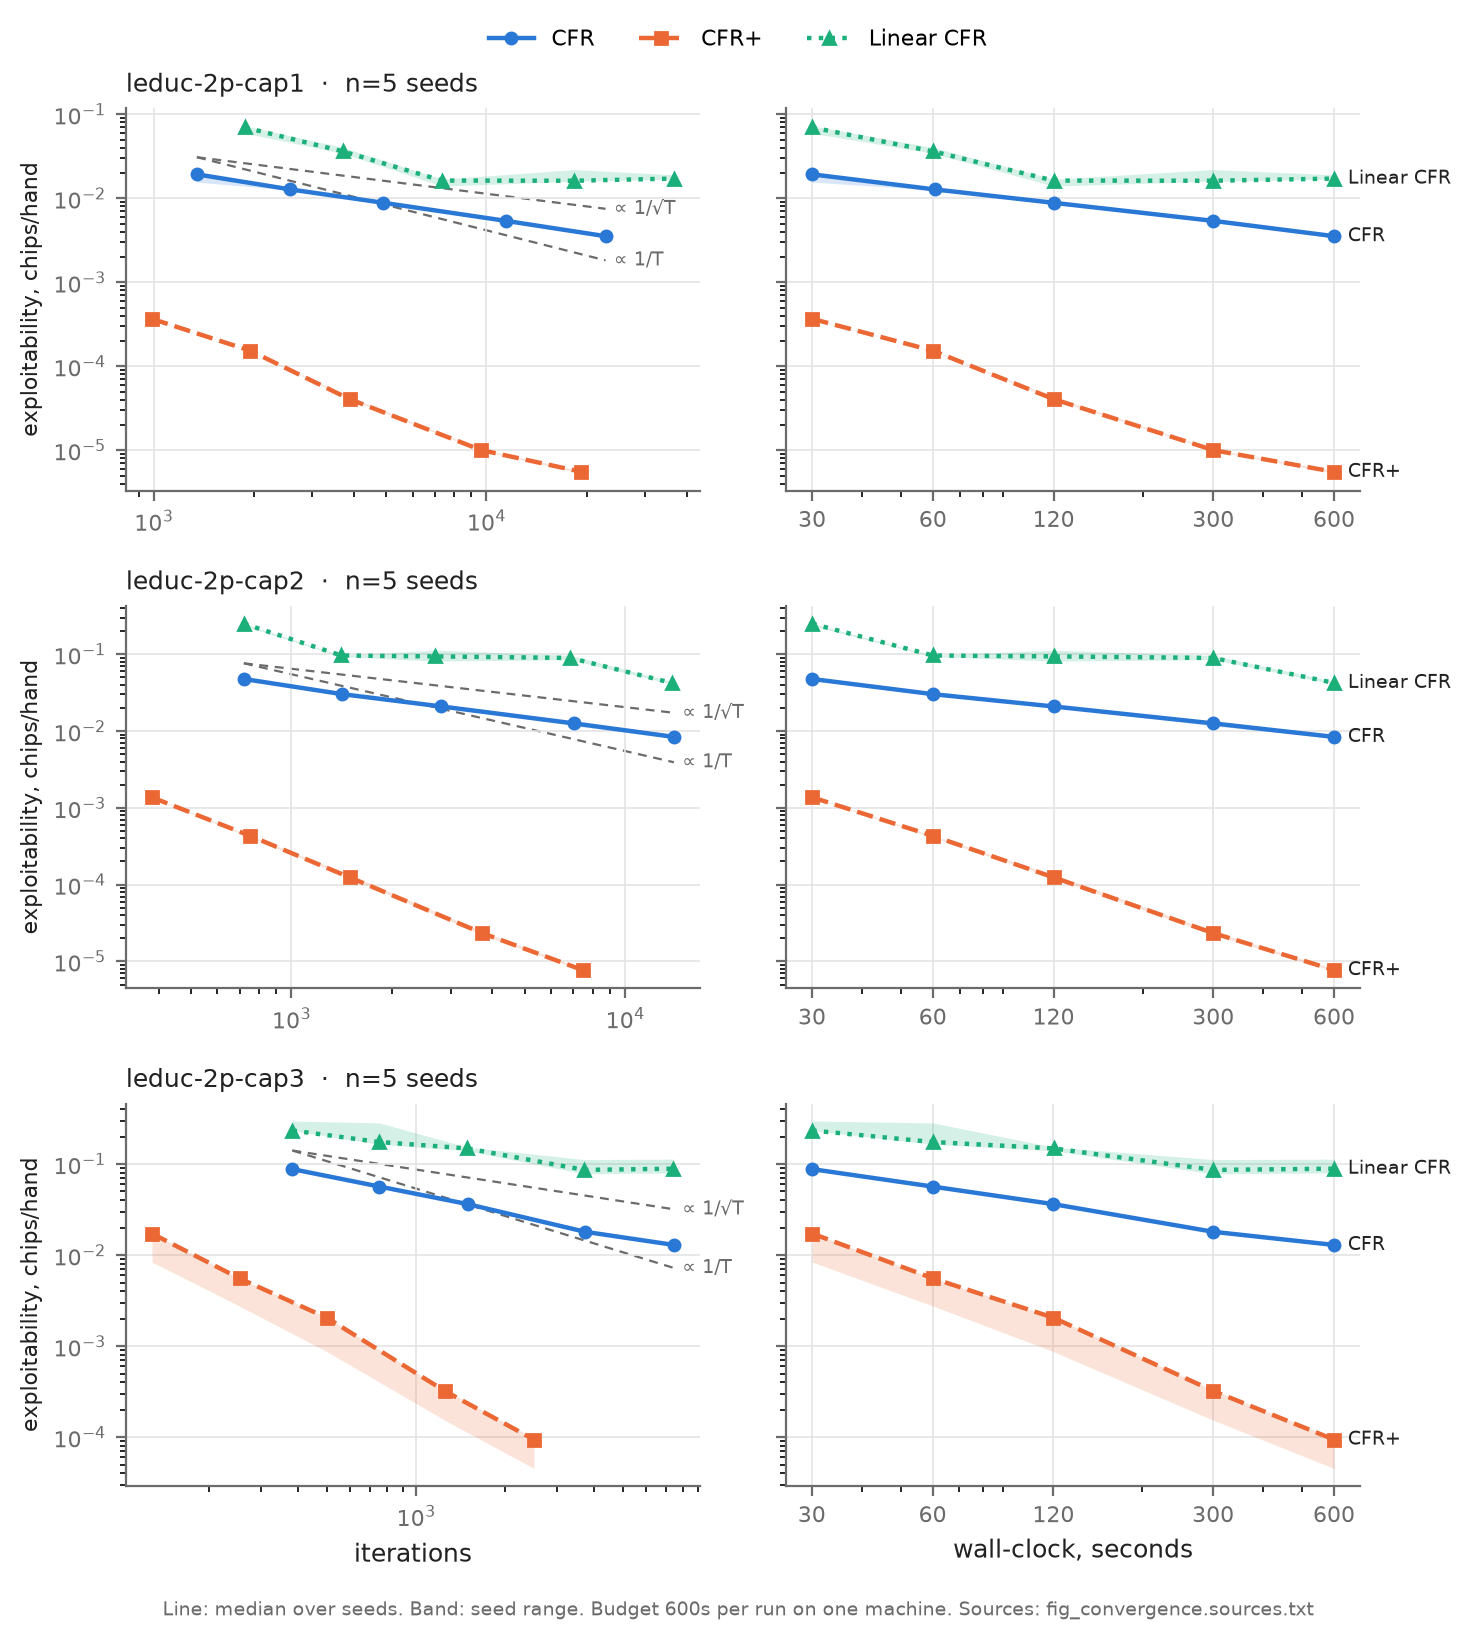 CFR CFR+ Linear CFR
leduc-2p-cap1 · n=5 seeds
exploitability, chips/hand
10⁻¹
10⁻²
10⁻³
10⁻⁴
10⁻⁵
∝ 1/√T
∝ 1/T
10³ 10⁴
Linear CFR
CFR
CFR+
30 60 120 300 600
leduc-2p-cap2 · n=5 seeds
exploitability, chips/hand
10⁻¹
10⁻²
10⁻³
10⁻⁴
10⁻⁵
∝ 1/√T
∝ 1/T
10³ 10⁴
Linear CFR
CFR
CFR+
30 60 120 300 600
leduc-2p-cap3 · n=5 seeds
exploitability, chips/hand
10⁻¹
10⁻²
10⁻³
10⁻⁴
∝ 1/√T
∝ 1/T
10³
iterations
Linear CFR
CFR
CFR+
30 60 120 300 600
wall-clock, seconds
Line: median over seeds. Band: seed range. Budget 600s per run on one machine. Sources: fig_convergence.sources.txt